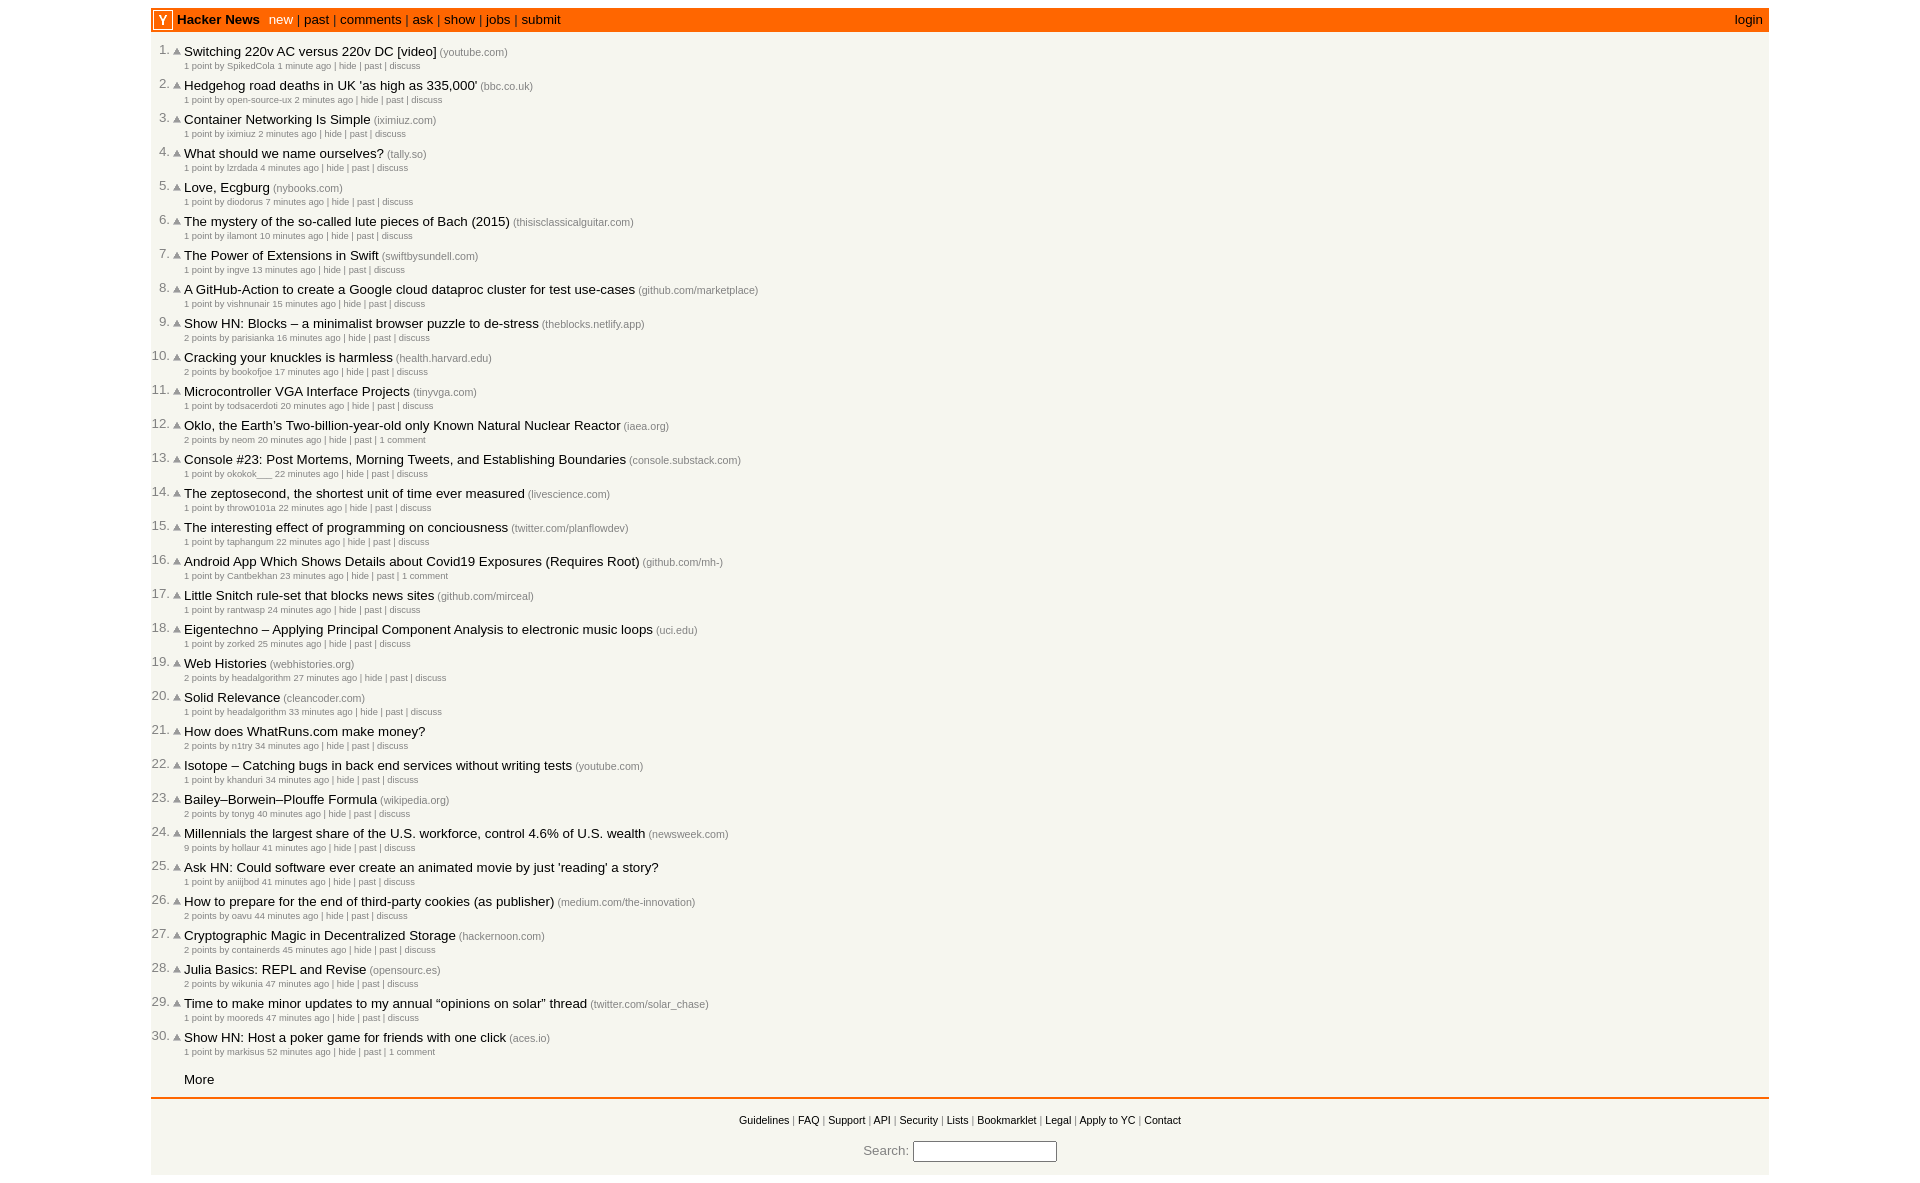 Y Hacker News new | past | comments | ask | show | jobs | submit login
1. Switching 220v AC versus 220v DC [video] (youtube.com)
1 point by SpikedCola 1 minute ago | hide | past | discuss
2. Hedgehog road deaths in UK 'as high as 335,000' (bbc.co.uk)
1 point by open-source-ux 2 minutes ago | hide | past | discuss
3. Container Networking Is Simple (iximiuz.com)
1 point by iximiuz 2 minutes ago | hide | past | discuss
4. What should we name ourselves? (tally.so)
1 point by lzrdada 4 minutes ago | hide | past | discuss
5. Love, Ecgburg (nybooks.com)
1 point by diodorus 7 minutes ago | hide | past | discuss
6. The mystery of the so-called lute pieces of Bach (2015) (thisisclassicalguitar.com)
1 point by ilamont 10 minutes ago | hide | past | discuss
7. The Power of Extensions in Swift (swiftbysundell.com)
1 point by ingve 13 minutes ago | hide | past | discuss
8. A GitHub-Action to create a Google cloud dataproc cluster for test use-cases (github.com/marketplace)
1 point by vishnunair 15 minutes ago | hide | past | discuss
9. Show HN: Blocks – a minimalist browser puzzle to de-stress (theblocks.netlify.app)
2 points by parisianka 16 minutes ago | hide | past | discuss
10. Cracking your knuckles is harmless (health.harvard.edu)
2 points by bookofjoe 17 minutes ago | hide | past | discuss
11. Microcontroller VGA Interface Projects (tinyvga.com)
1 point by todsacerdoti 20 minutes ago | hide | past | discuss
12. Oklo, the Earth’s Two-billion-year-old only Known Natural Nuclear Reactor (iaea.org)
2 points by neom 20 minutes ago | hide | past | 1 comment
13. Console #23: Post Mortems, Morning Tweets, and Establishing Boundaries (console.substack.com)
1 point by okokok___ 22 minutes ago | hide | past | discuss
14. The zeptosecond, the shortest unit of time ever measured (livescience.com)
1 point by throw0101a 22 minutes ago | hide | past | discuss
15. The interesting effect of programming on conciousness (twitter.com/planflowdev)
1 point by taphangum 22 minutes ago | hide | past | discuss
16. Android App Which Shows Details about Covid19 Exposures (Requires Root) (github.com/mh-)
1 point by Cantbekhan 23 minutes ago | hide | past | 1 comment
17. Little Snitch rule-set that blocks news sites (github.com/mirceal)
1 point by rantwasp 24 minutes ago | hide | past | discuss
18. Eigentechno – Applying Principal Component Analysis to electronic music loops (uci.edu)
1 point by zorked 25 minutes ago | hide | past | discuss
19. Web Histories (webhistories.org)
2 points by headalgorithm 27 minutes ago | hide | past | discuss
20. Solid Relevance (cleancoder.com)
1 point by headalgorithm 33 minutes ago | hide | past | discuss
21. How does WhatRuns.com make money?
2 points by n1try 34 minutes ago | hide | past | discuss
22. Isotope – Catching bugs in back end services without writing tests (youtube.com)
1 point by khanduri 34 minutes ago | hide | past | discuss
23. Bailey–Borwein–Plouffe Formula (wikipedia.org)
2 points by tonyg 40 minutes ago | hide | past | discuss
24. Millennials the largest share of the U.S. workforce, control 4.6% of U.S. wealth (newsweek.com)
9 points by hollaur 41 minutes ago | hide | past | discuss
25. Ask HN: Could software ever create an animated movie by just 'reading' a story?
1 point by aniijbod 41 minutes ago | hide | past | discuss
26. How to prepare for the end of third-party cookies (as publisher) (medium.com/the-innovation)
2 points by oavu 44 minutes ago | hide | past | discuss
27. Cryptographic Magic in Decentralized Storage (hackernoon.com)
2 points by containerds 45 minutes ago | hide | past | discuss
28. Julia Basics: REPL and Revise (opensourc.es)
2 points by wikunia 47 minutes ago | hide | past | discuss
29. Time to make minor updates to my annual “opinions on solar” thread (twitter.com/solar_chase)
1 point by mooreds 47 minutes ago | hide | past | discuss
30. Show HN: Host a poker game for friends with one click (aces.io)
1 point by markisus 52 minutes ago | hide | past | 1 comment
More
Guidelines | FAQ | Support | API | Security | Lists | Bookmarklet | Legal | Apply to YC | Contact
Search: